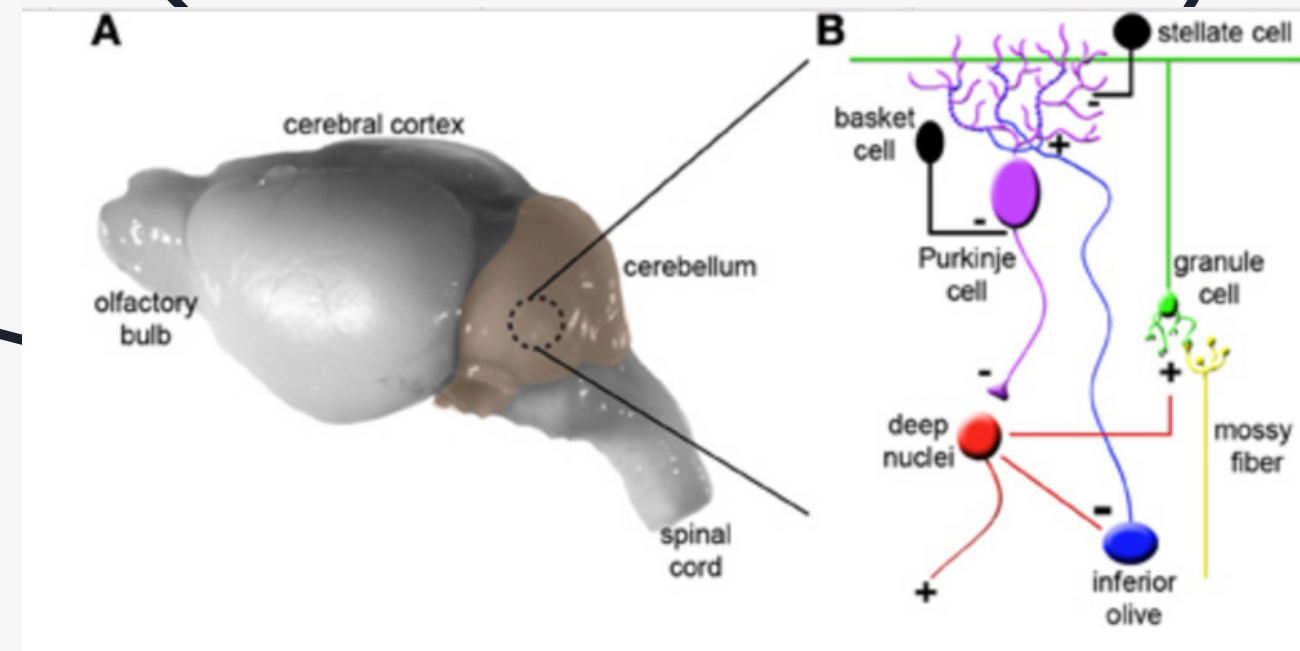 A
cerebral cortex
olfactory
bulb
cerebellum
spinal
cord
B
stellate cell
-
basket
cell
+
-
Purkinje
cell
granule
cell
-
+
deep
nuclei
mossy
fiber
-
+
inferior
olive